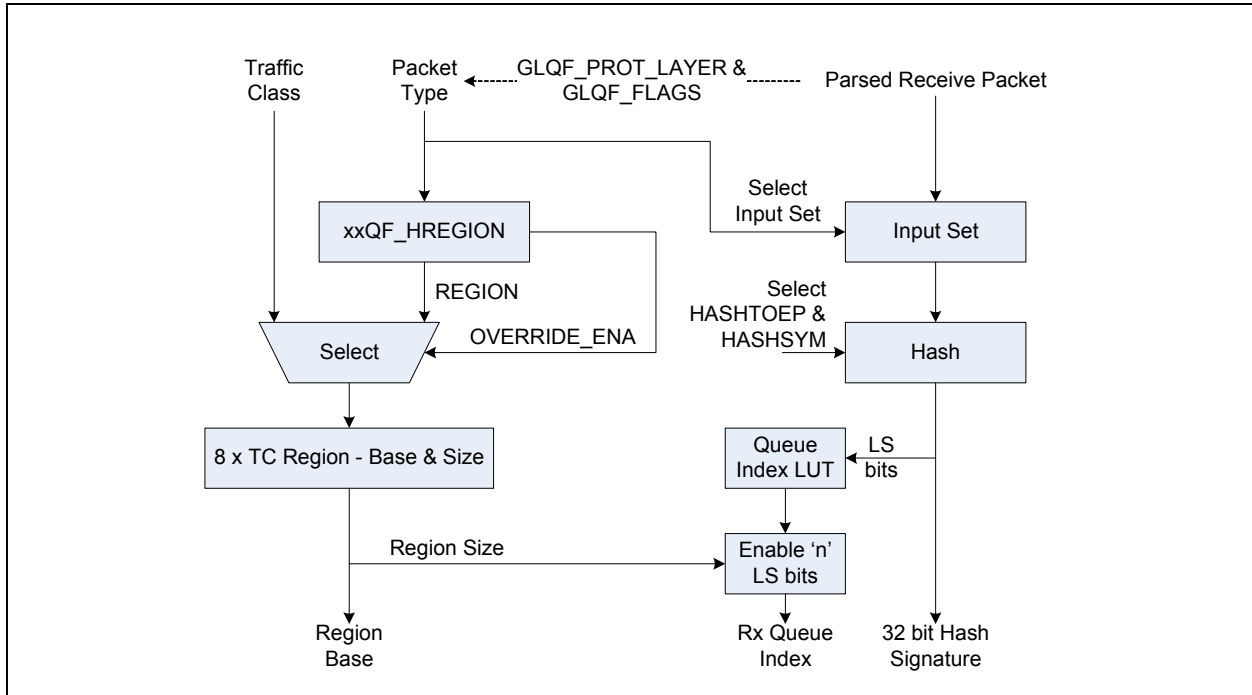 Traffic
Class
Packet
Type
GLQF_PROT_LAYER &
GLQF_FLAGS
Parsed Receive Packet
Select
Input Set
xxQF_HREGION
Input Set
REGION
Select
HASHTOEP &
HASHSYM
OVERRIDE_ENA
Select
Hash
8 x TC Region - Base & Size
Queue
Index LUT
LS
bits
Region Size
Enable ‘n’
LS bits
Region
Base
Rx Queue
Index
32 bit Hash
Signature